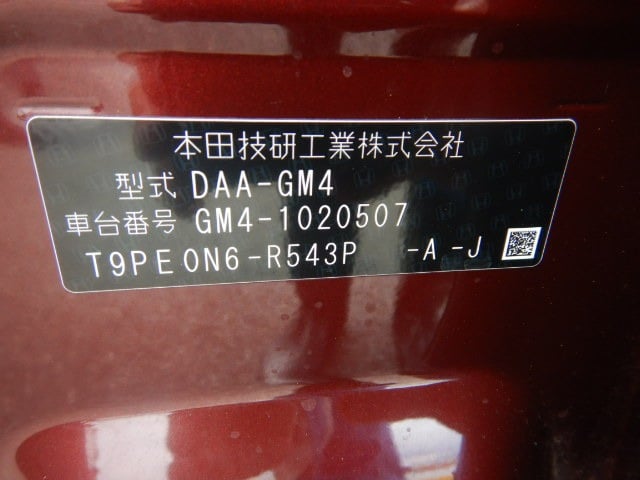 本田技研工業株式会社
型式 DAA-GM4
車台番号 GM4-1020507
T9PE0N6-R543P -A-J